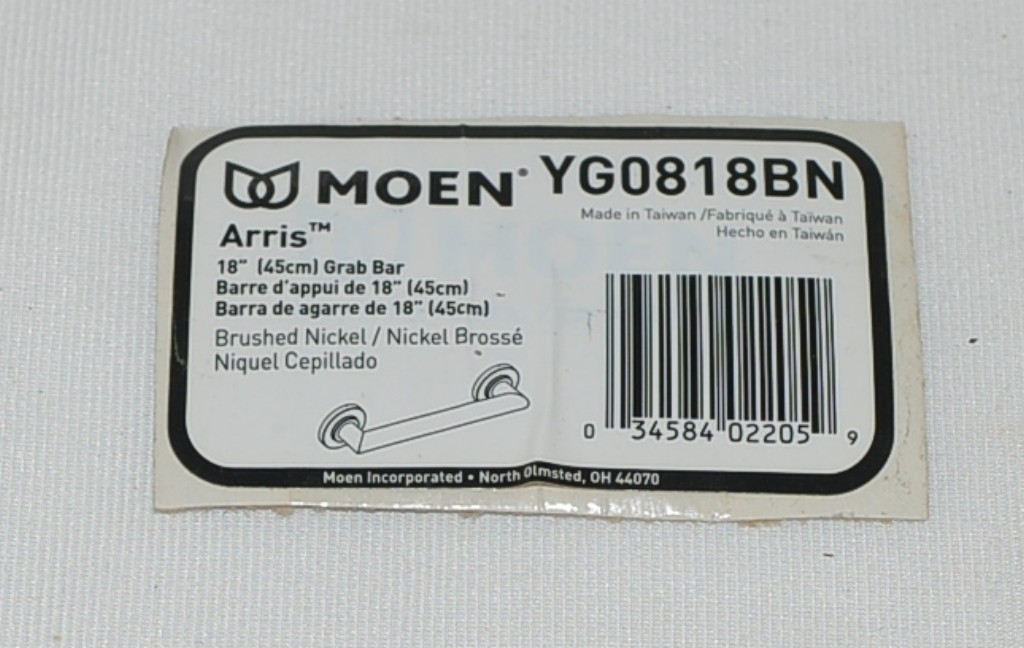 MOEN® YG0818BN
Made in Taiwan /Fabriqué à Taïwan
Hecho en Taiwán
Arris™
18” (45cm) Grab Bar
Barre d’appui de 18” (45cm)
Barra de agarre de 18” (45cm)
Brushed Nickel / Nickel Brossé
Niquel Cepillado
0 34584 02205 9
Moen Incorporated • North Olmsted, OH 44070